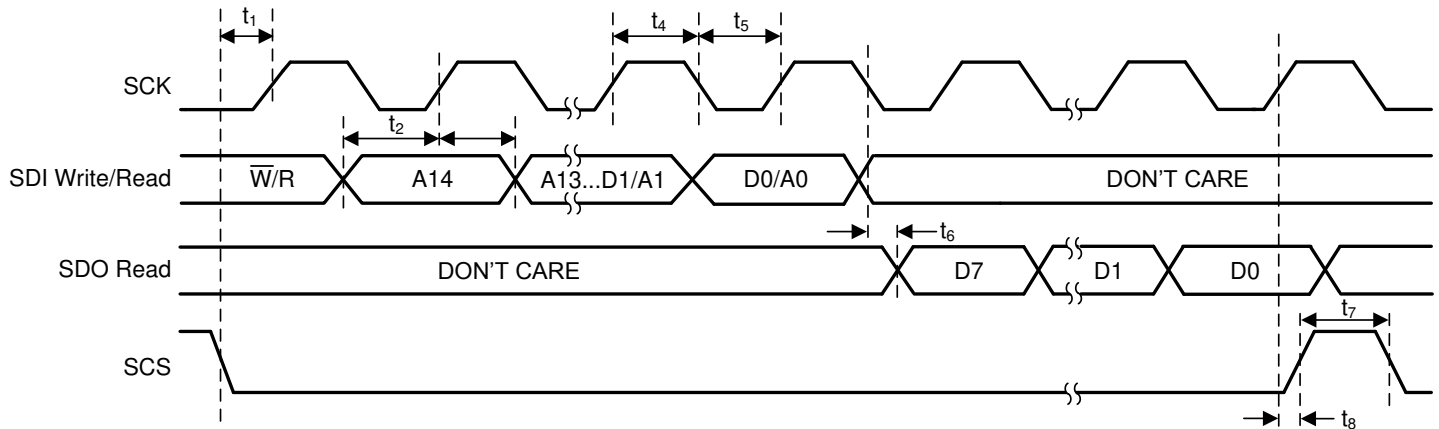 t1 t4 t5
SCK
t2
SDI Write/Read W̅/R A14 A13...D1/A1 D0/A0 DON'T CARE
t6
SDO Read DON'T CARE D7 D1 D0
t7
SCS
t8